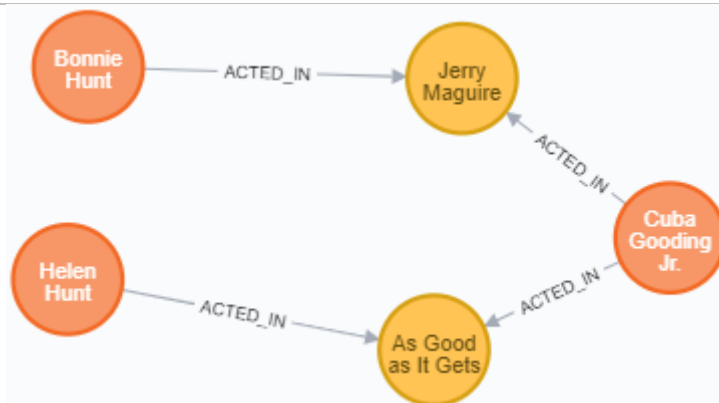 Bonnie
Hunt
ACTED_IN
Jerry
Maguire
ACTED_IN
Cuba
Gooding
Jr.
Helen
Hunt
ACTED_IN
ACTED_IN
As Good
as It Gets